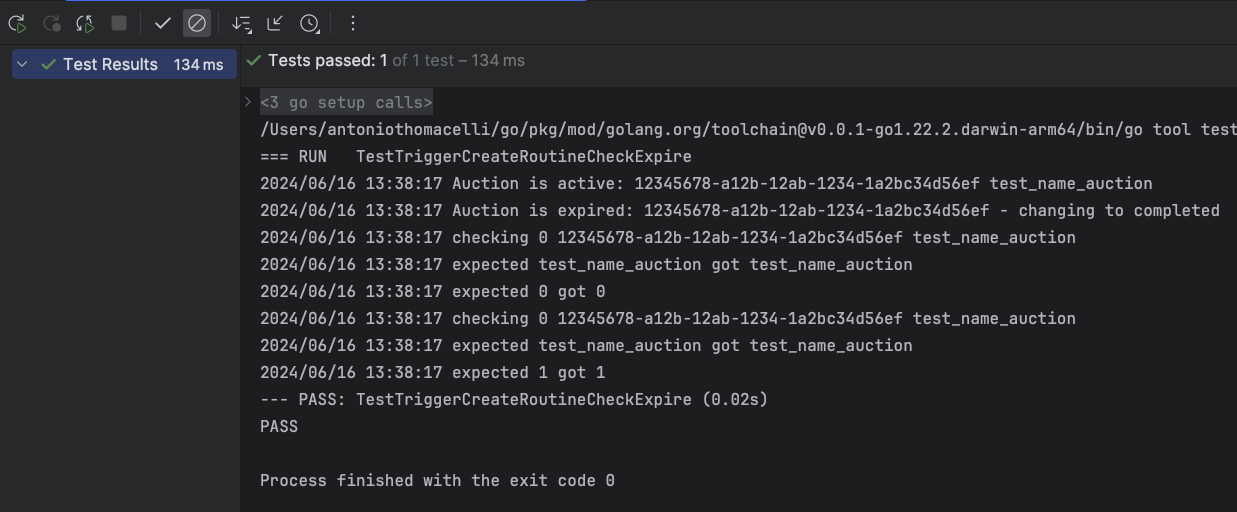 Test Results 134 ms
Tests passed: 1 of 1 test – 134 ms
<3 go setup calls>
/Users/antoniothomacelli/go/pkg/mod/golang.org/toolchain@v0.0.1-go1.22.2.darwin-arm64/bin/go tool test
=== RUN   TestTriggerCreateRoutineCheckExpire
2024/06/16 13:38:17 Auction is active: 12345678-a12b-12ab-1234-1a2bc34d56ef test_name_auction
2024/06/16 13:38:17 Auction is expired: 12345678-a12b-12ab-1234-1a2bc34d56ef - changing to completed
2024/06/16 13:38:17 checking 0 12345678-a12b-12ab-1234-1a2bc34d56ef test_name_auction
2024/06/16 13:38:17 expected test_name_auction got test_name_auction
2024/06/16 13:38:17 expected 0 got 0
2024/06/16 13:38:17 checking 0 12345678-a12b-12ab-1234-1a2bc34d56ef test_name_auction
2024/06/16 13:38:17 expected test_name_auction got test_name_auction
2024/06/16 13:38:17 expected 1 got 1
--- PASS: TestTriggerCreateRoutineCheckExpire (0.02s)
PASS
Process finished with the exit code 0